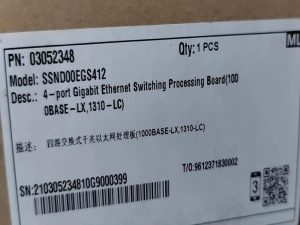 PN: 03052348
Qty: 1 PCS
ML
Model: SSND00EGS412
Desc.: 4-port Gigabit Ethernet Switching Processing Board(100
0BASE-LX,1310-LC)
描述: 四路交换式千兆以太网处理板(1000BASE-LX,1310-LC)
T/O:9612371830002
3
SN:210305234810G9000399